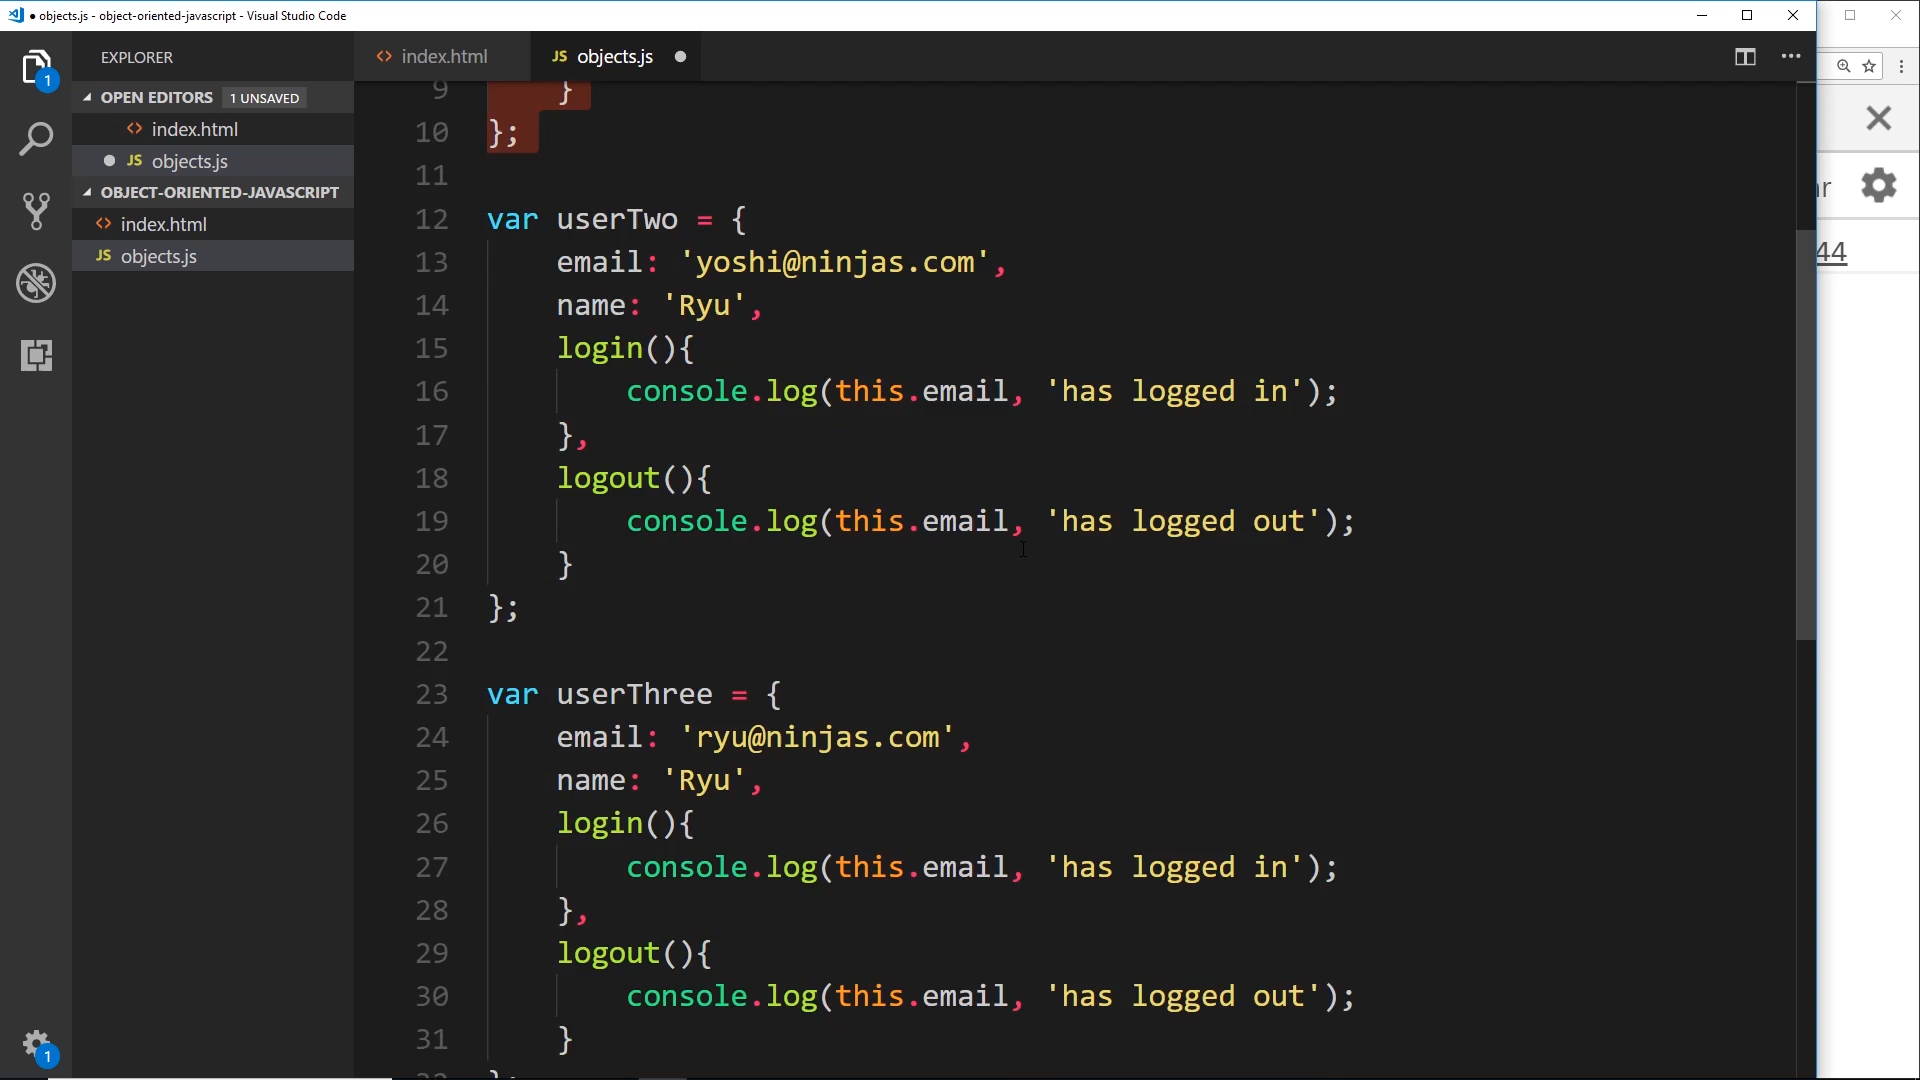 objects.js - object-oriented-javascript - Visual Studio Code
EXPLORER
index.html
JS objects.js
OPEN EDITORS 1 UNSAVED
index.html
JS objects.js
OBJECT-ORIENTED-JAVASCRIPT
index.html
JS objects.js
1
1
9 }
10 };
11
12 var userTwo = {
13 email: 'yoshi@ninjas.com',
14 name: 'Ryu',
15 login(){
16 console.log(this.email, 'has logged in');
17 },
18 logout(){
19 console.log(this.email, 'has logged out');
20 }
21 };
22
23 var userThree = {
24 email: 'ryu@ninjas.com',
25 name: 'Ryu',
26 login(){
27 console.log(this.email, 'has logged in');
28 },
29 logout(){
30 console.log(this.email, 'has logged out');
31 }
44